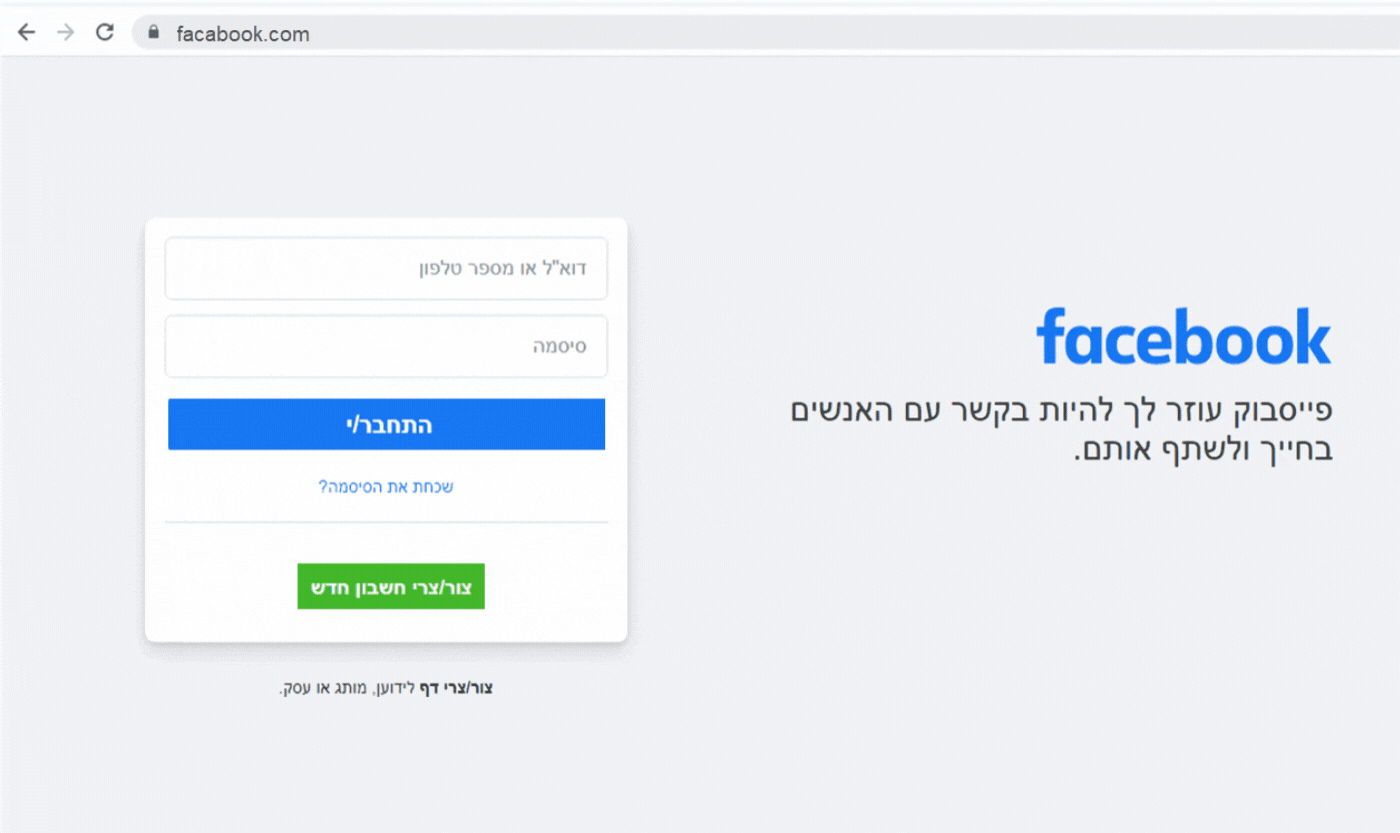 facabook.com
facebook
פייסבוק עוזר לך להיות בקשר עם האנשים
בחייך ולשתף אותם.
דוא"ל או מספר טלפון
סיסמה
התחבר/י
שכחת את הסיסמה?
צור/צרי חשבון חדש
צור/צרי דף לידוען, מותג או עסק.